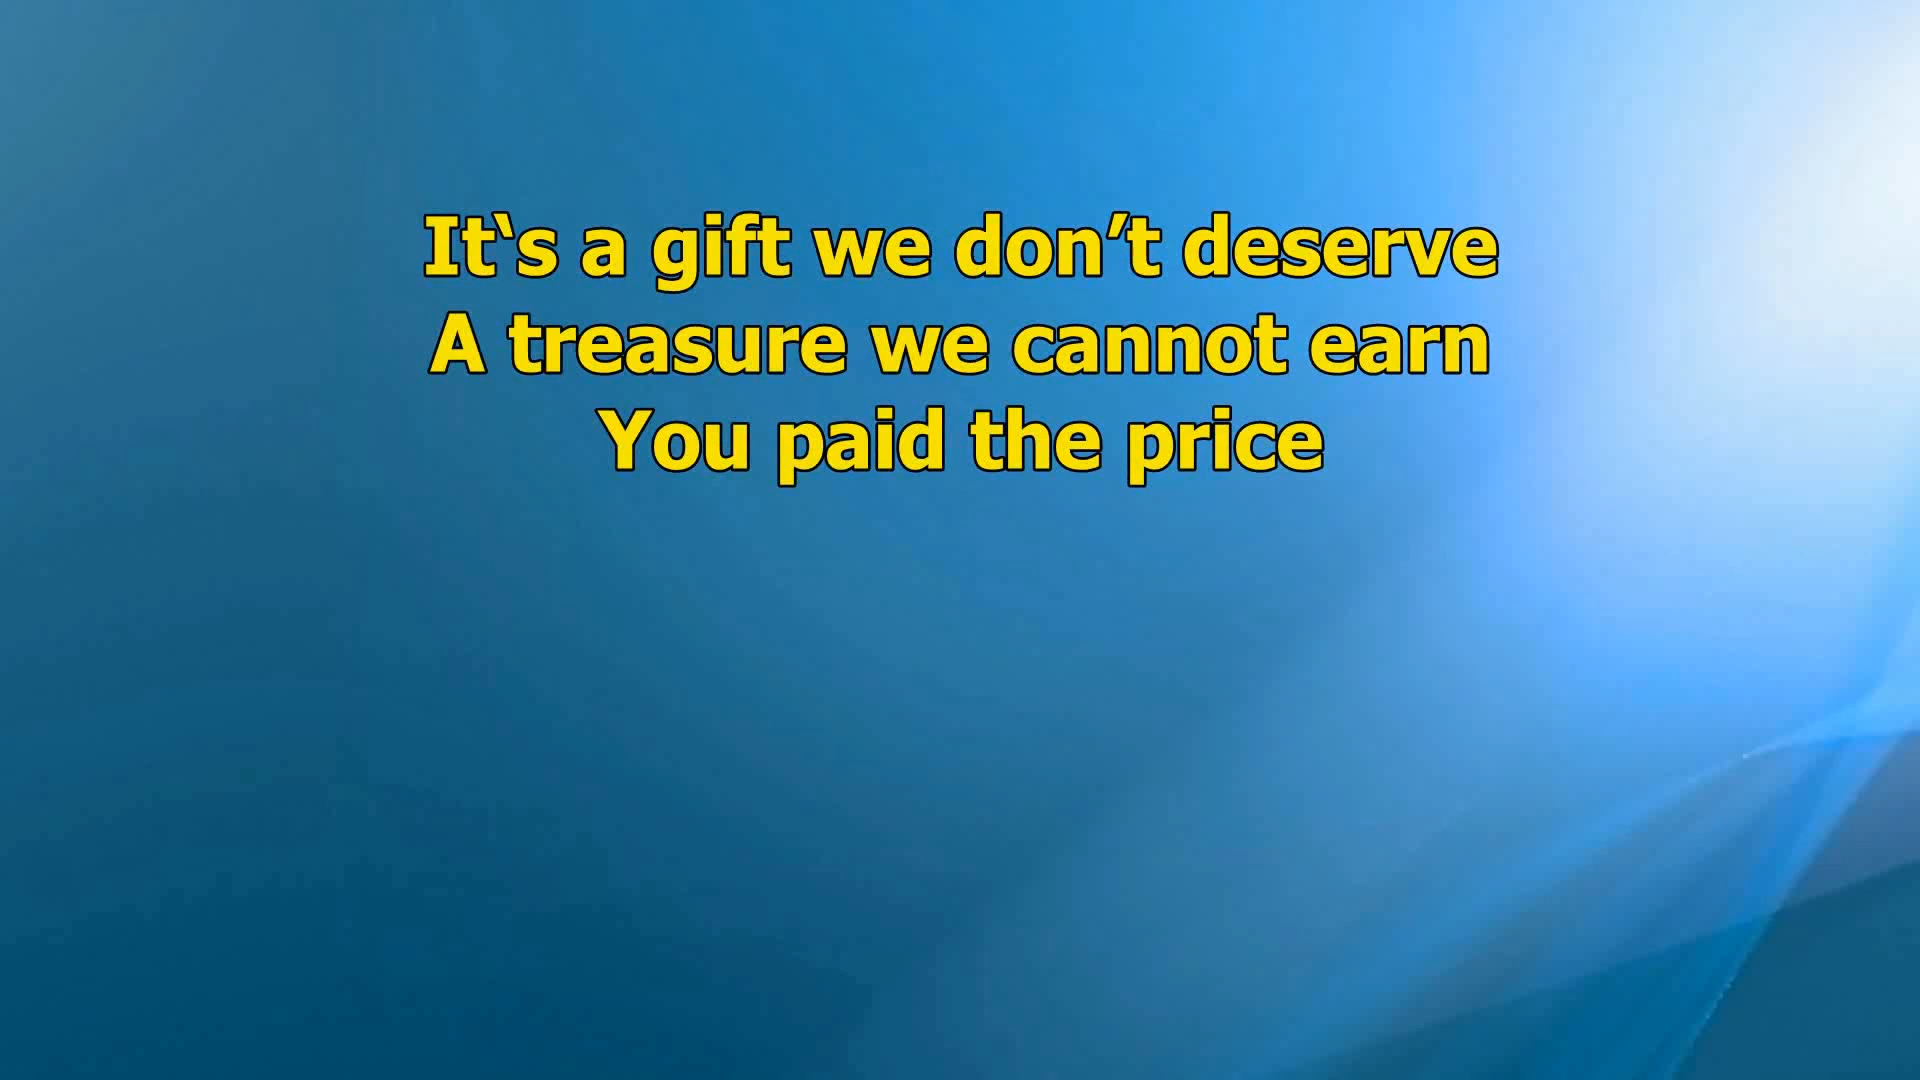 It‘s a gift we don’t deserve
A treasure we cannot earn
You paid the price